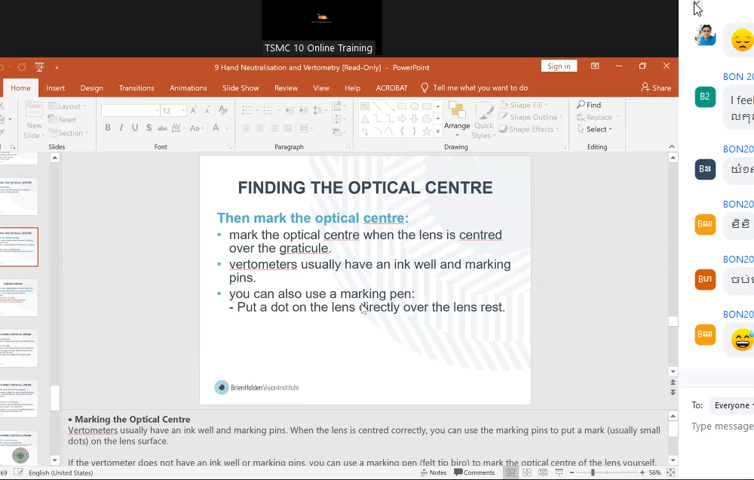 TSMC 10 Online Training
9 Hand Neutralisation and Vertometry [Read-Only] - PowerPoint
Sign in
Home Insert Design Transitions Animations Slide Show Review View Help ACROBAT Tell me what you want to do Share
New Slide
Layout
Reset
Section
12
Font
Paragraph
Arrange
Quick Styles
Shape Fill
Shape Outline
Shape Effects
Drawing
Find
Replace
Select
Editing
FINDING THE OPTICAL CENTRE
Then mark the optical centre:
• mark the optical centre when the lens is centred
over the graticule.
• vertometers usually have an ink well and marking
pins.
• you can also use a marking pen:
- Put a dot on the lens directly over the lens rest.
BrienHoldenVisionInstitute
• Marking the Optical Centre
Vertometers usually have an ink well and marking pins. When the lens is centred correctly, you can use the marking pins to put a mark (usually small
dots) on the lens surface.
If the vertometer does not have an ink well or marking pins, you can use a marking pen (felt tip biro) to mark the optical centre of the lens yourself.
69 English (United States) Notes Comments 56%
BON 20
B2
I feel
BON20
BON20
BON20
BON20
To: Everyone
Type message